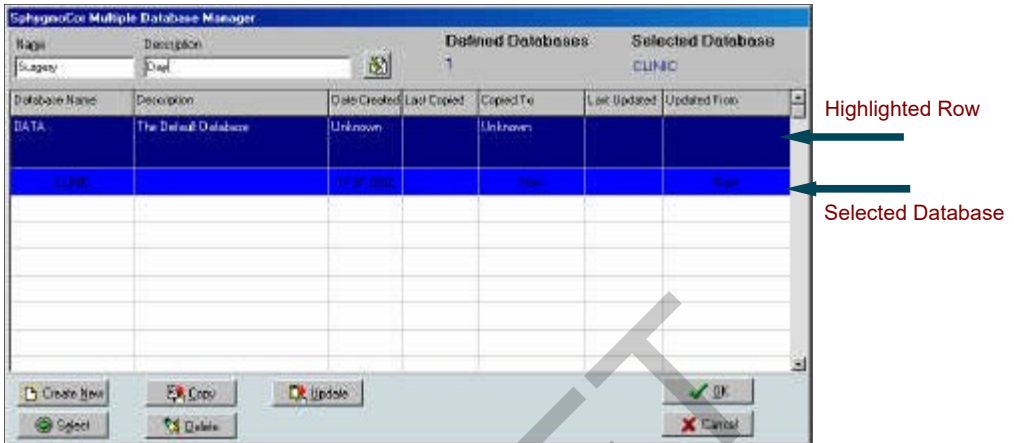 SphygmoCor Multiple Database Manager
Name Description Defined Databases Selected Database
Surgery Day 1 CLINIC
Database Name Description Date Created Last Copied Copied To Last Updated Updated From
DATA The Default Database Unknown Unknown
Highlighted Row
CLINIC
Selected Database
Create New Copy Update OK
Select Delete Cancel